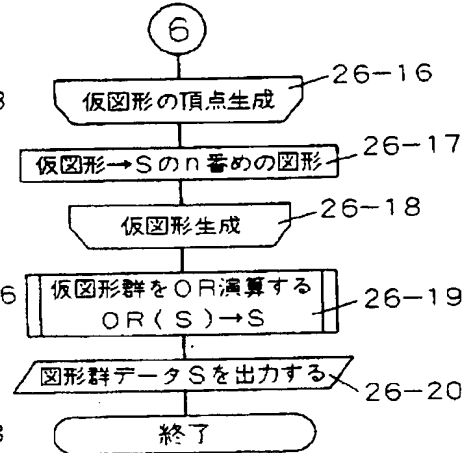 6
仮図形の頂点生成
26-16
仮図形→Sのn番めの図形
26-17
仮図形生成
26-18
仮図形群をOR演算する
OR(S)→S
26-19
図形群データSを出力する
26-20
終了